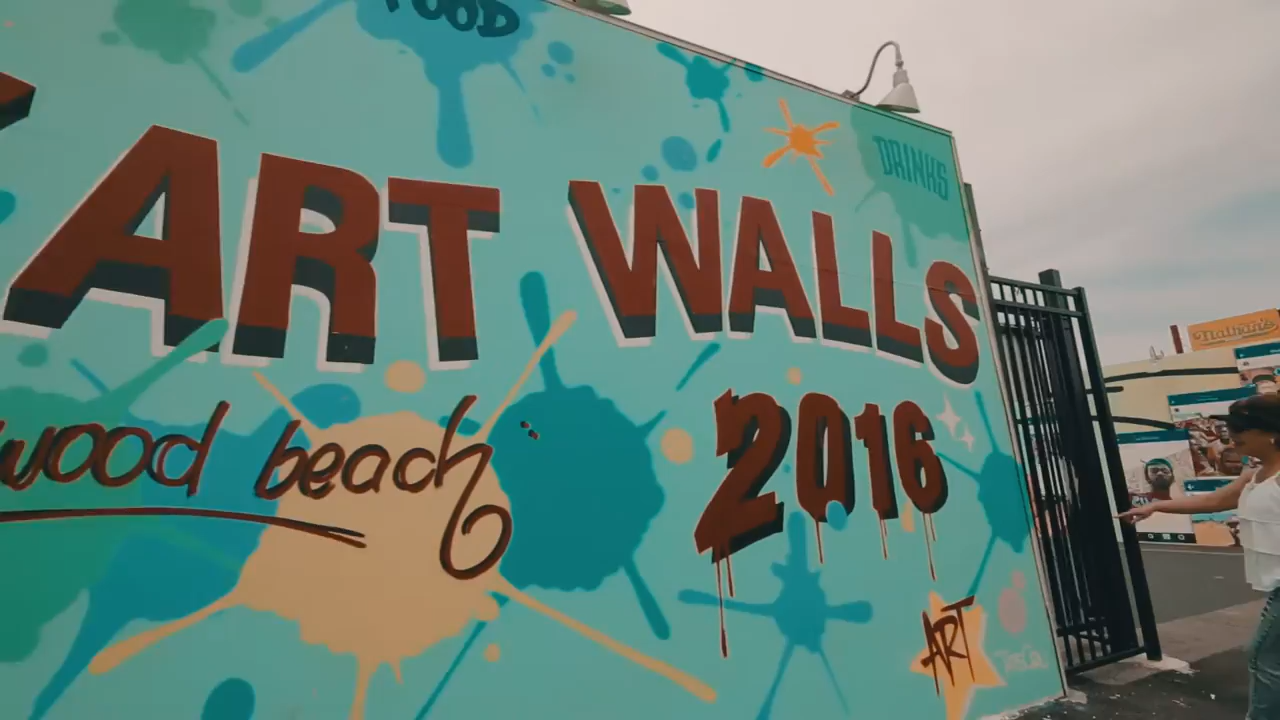 FOOD
DRINKS
ART WALLS
wood beach
2016
ART
Nathan's